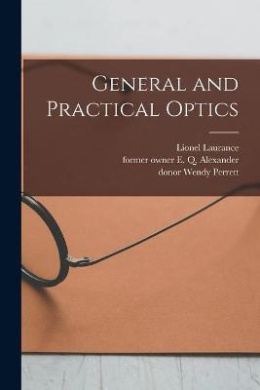 General and
Practical Optics
Lionel Laurance
former owner E. Q. Alexander
donor Wendy Perrett